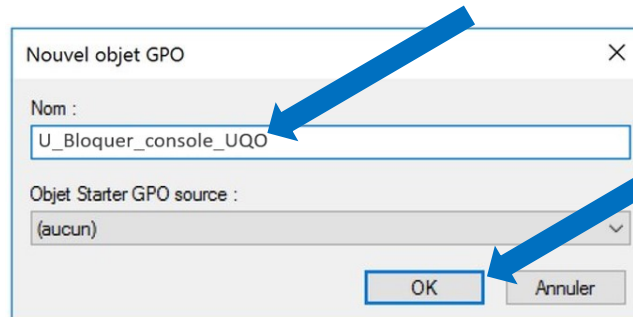 Nouvel objet GPO
Nom :
U_Bloquer_console_UQO
Objet Starter GPO source :
(aucun)
OK
Annuler